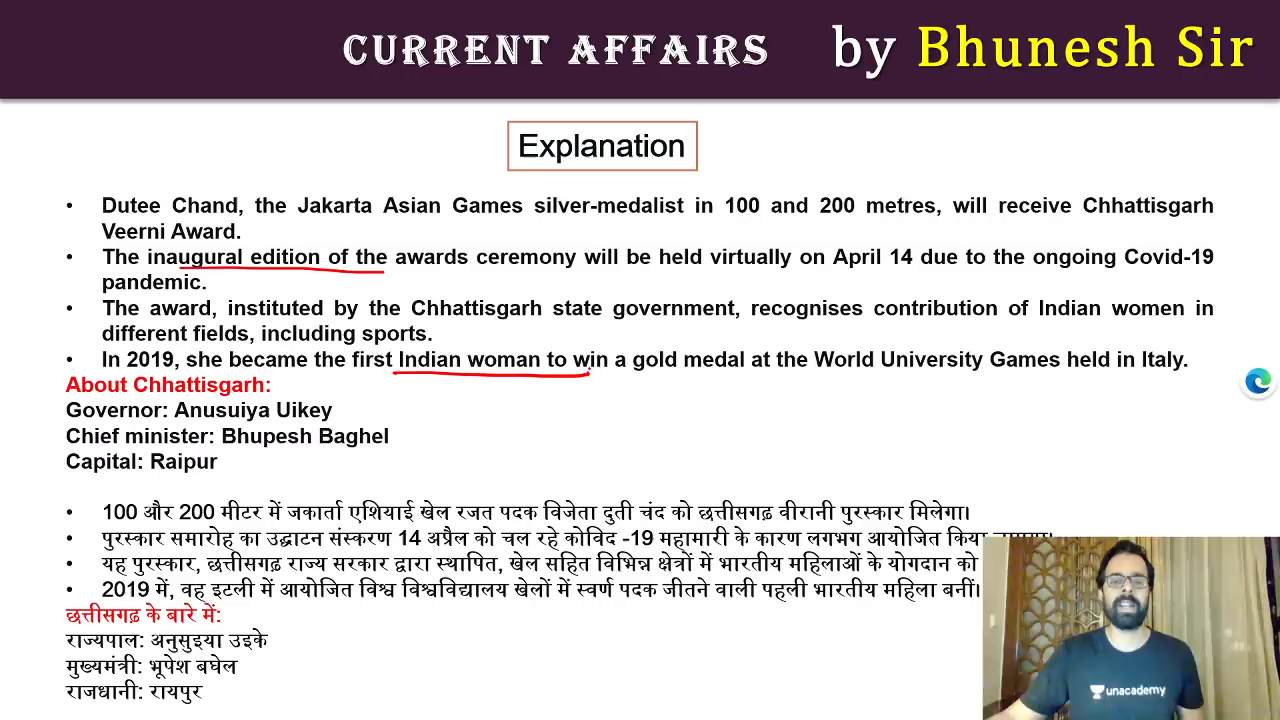 CURRENT AFFAIRS by Bhunesh Sir
Explanation
• Dutee Chand, the Jakarta Asian Games silver-medalist in 100 and 200 metres, will receive Chhattisgarh
Veerni Award.
• The inaugural edition of the awards ceremony will be held virtually on April 14 due to the ongoing Covid-19
pandemic.
• The award, instituted by the Chhattisgarh state government, recognises contribution of Indian women in
different fields, including sports.
• In 2019, she became the first Indian woman to win a gold medal at the World University Games held in Italy.
About Chhattisgarh:
Governor: Anusuiya Uikey
Chief minister: Bhupesh Baghel
Capital: Raipur
• 100 और 200 मीटर में जकार्ता एशियाई खेल रजत पदक विजेता दुती चंद को छत्तीसगढ़ वीरानी पुरस्कार मिलेगा।
• पुरस्कार समारोह का उद्घाटन संस्करण 14 अप्रैल को चल रहे कोविद -19 महामारी के कारण लगभग आयोजित किया
• यह पुरस्कार, छत्तीसगढ़ राज्य सरकार द्वारा स्थापित, खेल सहित विभिन्न क्षेत्रों में भारतीय महिलाओं के योगदान को
• 2019 में, वह इटली में आयोजित विश्व विश्वविद्यालय खेलों में स्वर्ण पदक जीतने वाली पहली भारतीय महिला बनीं।
छत्तीसगढ़ के बारे में:
राज्यपाल: अनुसुइया उइके
मुख्यमंत्री: भूपेश बघेल
राजधानी: रायपुर
unacademy